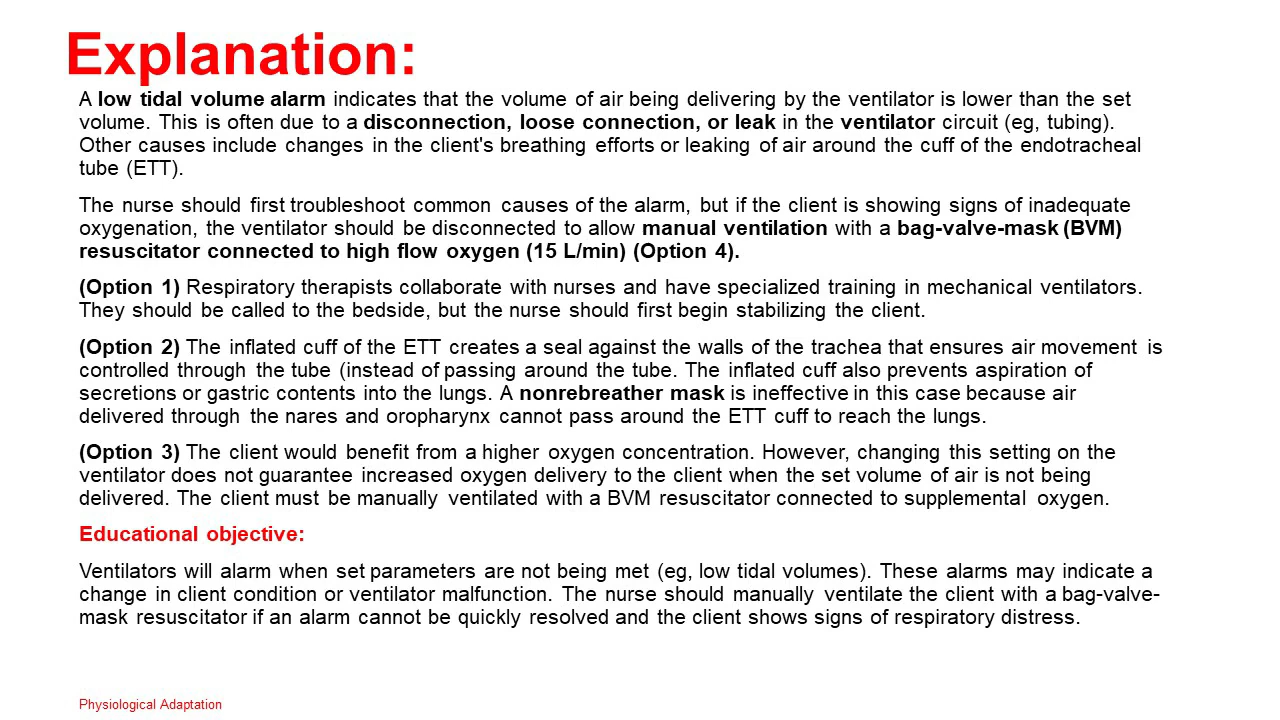 Explanation:
A low tidal volume alarm indicates that the volume of air being delivering by the ventilator is lower than the set
volume. This is often due to a disconnection, loose connection, or leak in the ventilator circuit (eg, tubing).
Other causes include changes in the client's breathing efforts or leaking of air around the cuff of the endotracheal
tube (ETT).
The nurse should first troubleshoot common causes of the alarm, but if the client is showing signs of inadequate
oxygenation, the ventilator should be disconnected to allow manual ventilation with a bag-valve-mask (BVM)
resuscitator connected to high flow oxygen (15 L/min) (Option 4).
(Option 1) Respiratory therapists collaborate with nurses and have specialized training in mechanical ventilators.
They should be called to the bedside, but the nurse should first begin stabilizing the client.
(Option 2) The inflated cuff of the ETT creates a seal against the walls of the trachea that ensures air movement is
controlled through the tube (instead of passing around the tube. The inflated cuff also prevents aspiration of
secretions or gastric contents into the lungs. A nonrebreather mask is ineffective in this case because air
delivered through the nares and oropharynx cannot pass around the ETT cuff to reach the lungs.
(Option 3) The client would benefit from a higher oxygen concentration. However, changing this setting on the
ventilator does not guarantee increased oxygen delivery to the client when the set volume of air is not being
delivered. The client must be manually ventilated with a BVM resuscitator connected to supplemental oxygen.
Educational objective:
Ventilators will alarm when set parameters are not being met (eg, low tidal volumes). These alarms may indicate a
change in client condition or ventilator malfunction. The nurse should manually ventilate the client with a bag-valve-
mask resuscitator if an alarm cannot be quickly resolved and the client shows signs of respiratory distress.
Physiological Adaptation